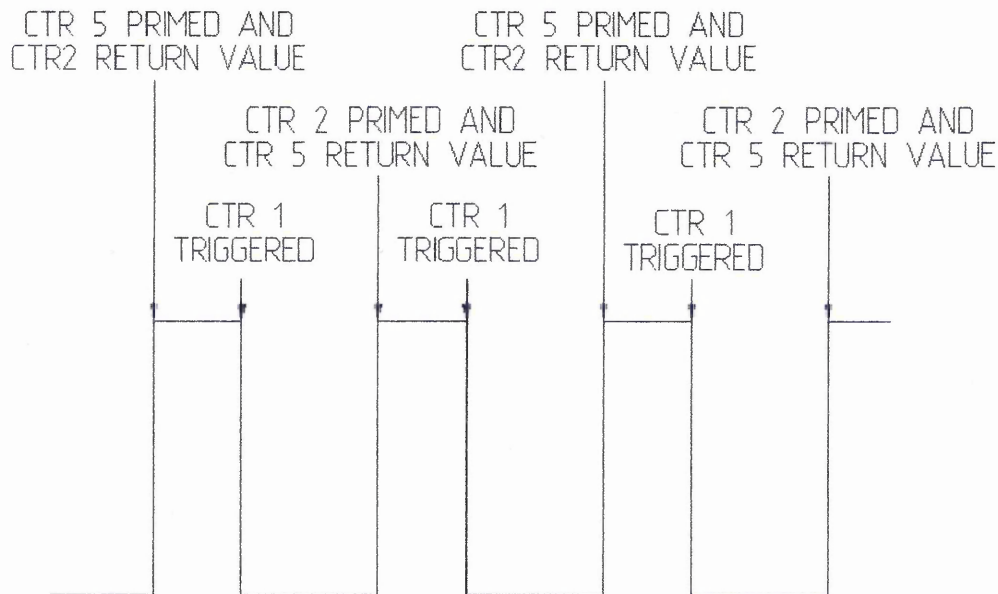 CTR 5 PRIMED AND
CTR2 RETURN VALUE
CTR 5 PRIMED AND
CTR2 RETURN VALUE
CTR 2 PRIMED AND
CTR 5 RETURN VALUE
CTR 2 PRIMED AND
CTR 5 RETURN VALUE
CTR 1
TRIGGERED
CTR 1
TRIGGERED
CTR 1
TRIGGERED